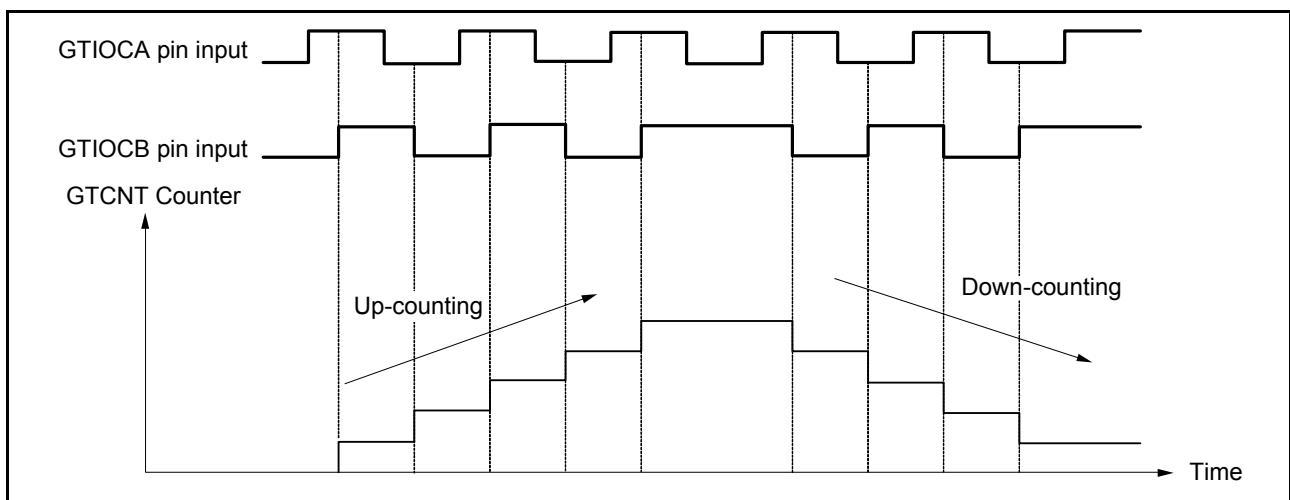 GTIOCA pin input
GTIOCB pin input
GTCNT Counter
Up-counting
Down-counting
Time